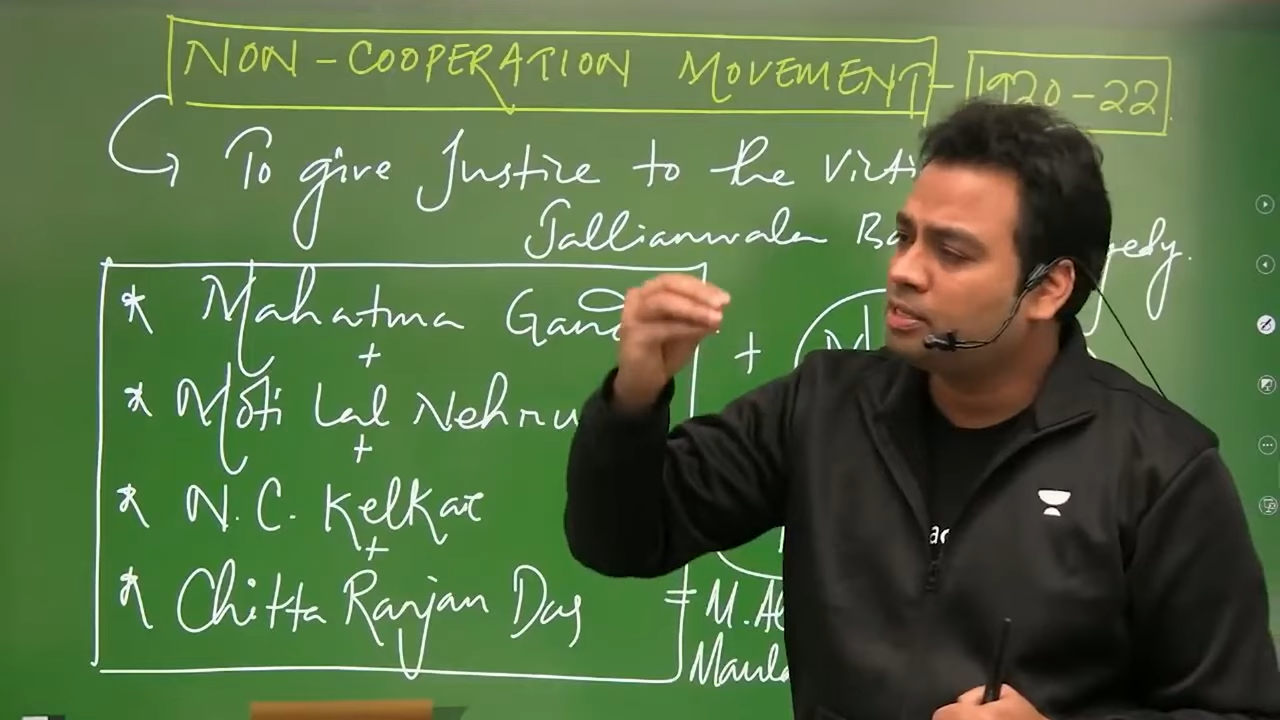 NON-COOPERATION MOVEMENT - 1920-22
To give Justice to the
Jallianwala
* Mahatma
+
* Moti Lal Nehru
+
* N.C. Kelkar
+
* Chitta Ranjan Das
+
= M.